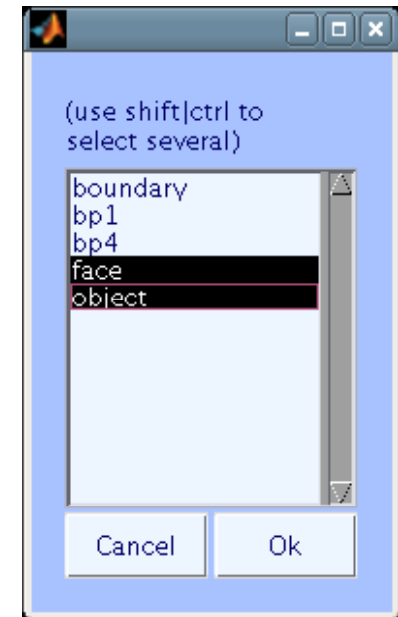 (use shift|ctrl to
select several)
boundary
bp1
bp4
face
object
Cancel
Ok